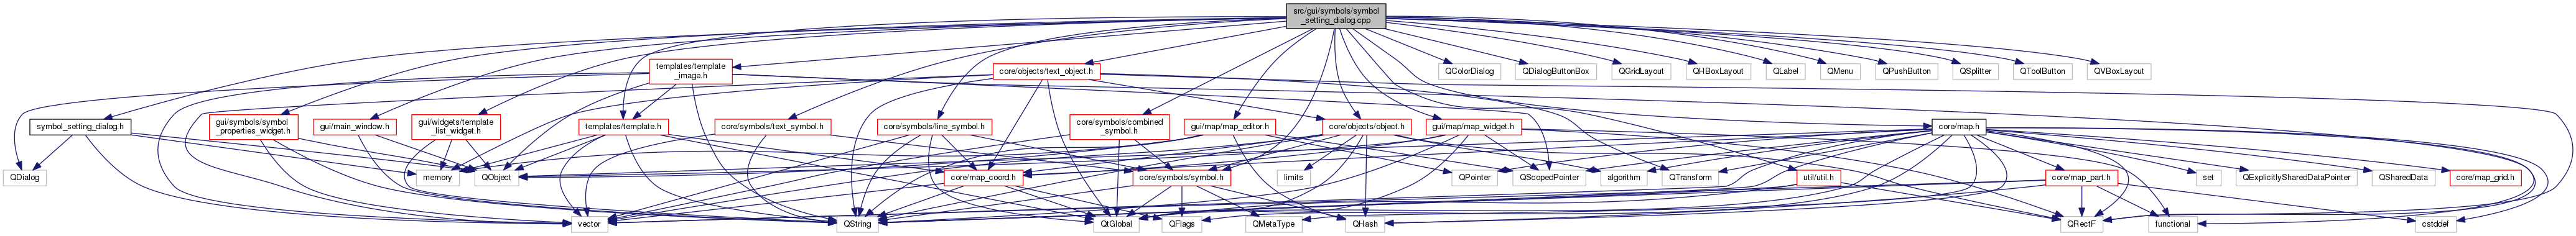 src/gui/symbols/symbol
_setting_dialog.cpp
templates/template
_image.h
core/objects/text_object.h
QColorDialog
QDialogButtonBox
QGridLayout
QHBoxLayout
QLabel
QMenu
QPushButton
QSplitter
QToolButton
QVBoxLayout
symbol_setting_dialog.h
gui/symbols/symbol
_properties_widget.h
gui/main_window.h
gui/widgets/template
_list_widget.h
templates/template.h
core/symbols/text_symbol.h
core/symbols/line_symbol.h
core/symbols/combined
_symbol.h
gui/map/map_editor.h
core/objects/object.h
gui/map/map_widget.h
core/map.h
QDialog
memory
QObject
core/map_coord.h
core/symbols/symbol.h
limits
QPointer
QScopedPointer
algorithm
QTransform
util/util.h
core/map_part.h
set
QExplicitlySharedDataPointer
QSharedData
core/map_grid.h
vector
QString
QtGlobal
QFlags
QMetaType
QHash
QRectF
functional
cstddef